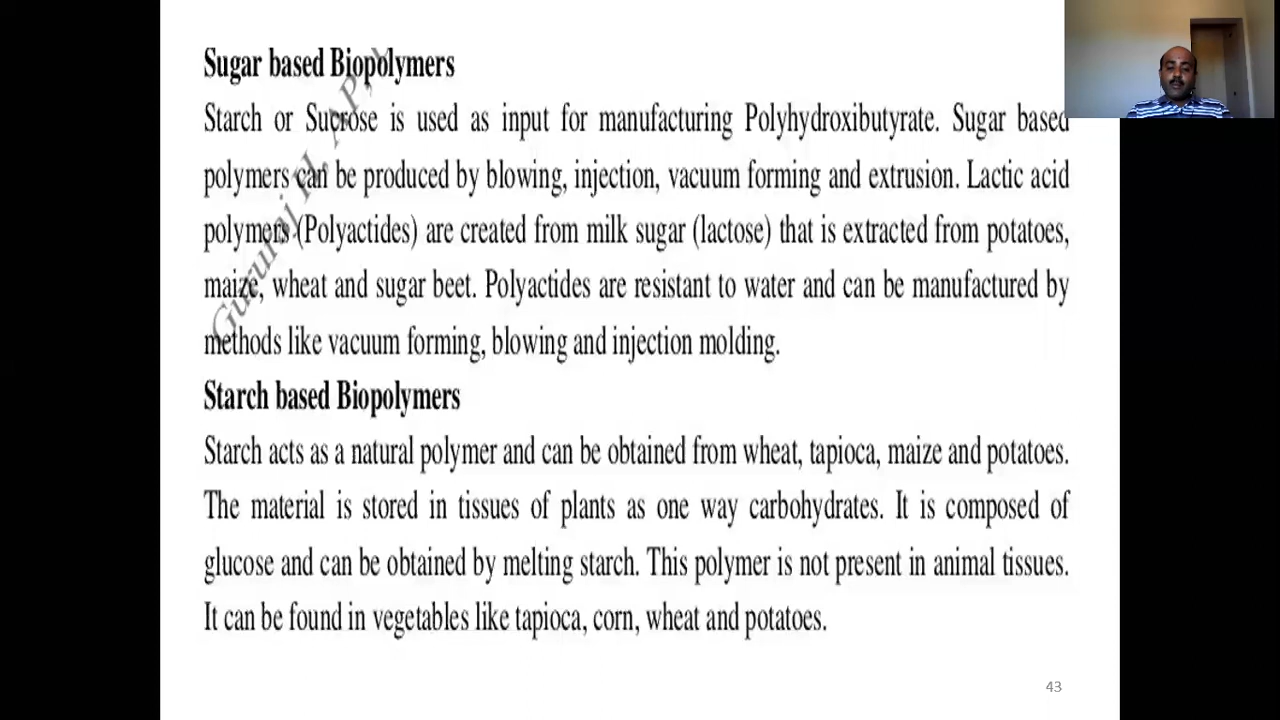 Sugar based Biopolymers
Starch or Sucrose is used as input for manufacturing Polyhydroxibutyrate. Sugar based
polymers can be produced by blowing, injection, vacuum forming and extrusion. Lactic acid
polymers (Polyactides) are created from milk sugar (lactose) that is extracted from potatoes,
maize, wheat and sugar beet. Polyactides are resistant to water and can be manufactured by
methods like vacuum forming, blowing and injection molding.
Starch based Biopolymers
Starch acts as a natural polymer and can be obtained from wheat, tapioca, maize and potatoes.
The material is stored in tissues of plants as one way carbohydrates. It is composed of
glucose and can be obtained by melting starch. This polymer is not present in animal tissues.
It can be found in vegetables like tapioca, corn, wheat and potatoes.
43